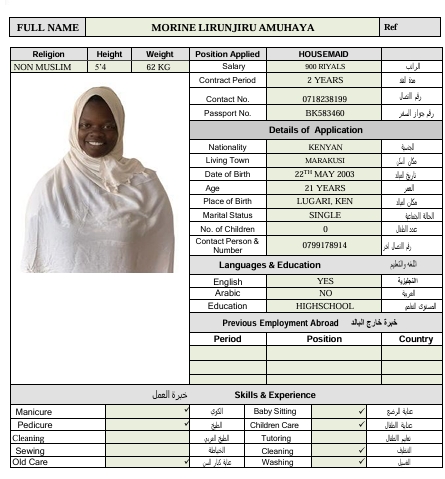 FULL NAME MORINE LIRUNJIRU AMUHAYA Ref
Religion Height Weight Position Applied HOUSEMAID
NON MUSLIM 5’4 62 KG Salary 900 RIYALS الراتب
Contract Period 2 YEARS مدة العقد
Contact No. 0718238199 رقم الاتصال
Passport No. BK583460 رقم جواز السفر
Details of Application
Nationality KENYAN الجنسية
Living Town MARAKUSI مكان السكن
Date of Birth 22TH MAY 2003 تاريخ الميلاد
Age 21 YEARS العمر
Place of Birth LUGARI, KEN مكان الميلاد
Marital Status SINGLE الحالة الاجتماعية
No. of Children 0 عدد الاطفال
Contact Person & Number 0799178914 رقم الاتصال
Languages & Education اللغة والتعليم
English YES الانجليزية
Arabic NO العربية
Education HIGHSCHOOL المستوى التعليم
Previous Employment Abroad خبرة خارج البلاد
Period Position Country
خبرة العمل Skills & Experience
Manicure ✓ الكوي Baby Sitting ✓ عناية الرضع
Pedicure ✓ الطبخ Children Care ✓ عناية الاطفال
Cleaning الطبخ العربي Tutoring تعليم الاطفال
Sewing الخياطة Cleaning ✓ التنظيف
Old Care ✓ عناية كبار السن Washing ✓ الغسيل